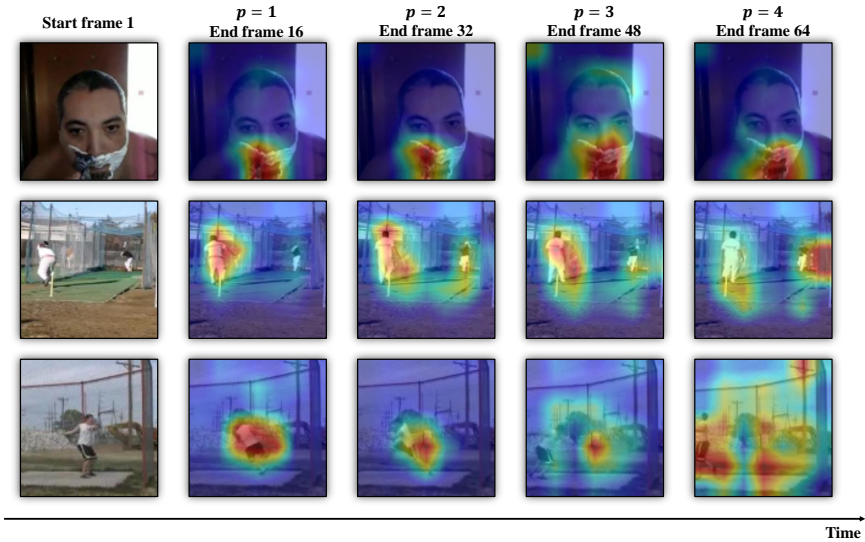 Start frame 1
p = 1
End frame 16
p = 2
End frame 32
p = 3
End frame 48
p = 4
End frame 64
Time